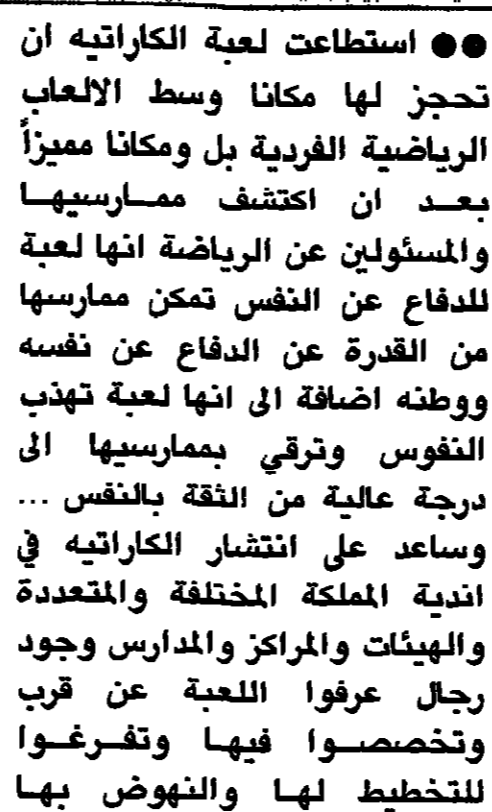 ●● استطاعت لعبة الكاراتيه ان
تحجز لها مكانا وسط الالعاب
الرياضية الفردية بل ومكانا مميزاً
بعد ان اكتشف ممارسيها
والمسئولين عن الرياضة انها لعبة
للدفاع عن النفس تمكن ممارسها
من القدرة عن الدفاع عن نفسه
ووطنه اضافة الى انها لعبة تهذب
النفوس وترقي بممارسيها الى
درجة عالية من الثقة بالنفس ...
وساعد على انتشار الكاراتيه في
اندية المملكة المختلفة والمتعددة
والهيئات والمراكز والمدارس وجود
رجال عرفوا اللعبة عن قرب
وتخصصوا فيها وتفرغوا
للتخطيط لها والنهوض بها